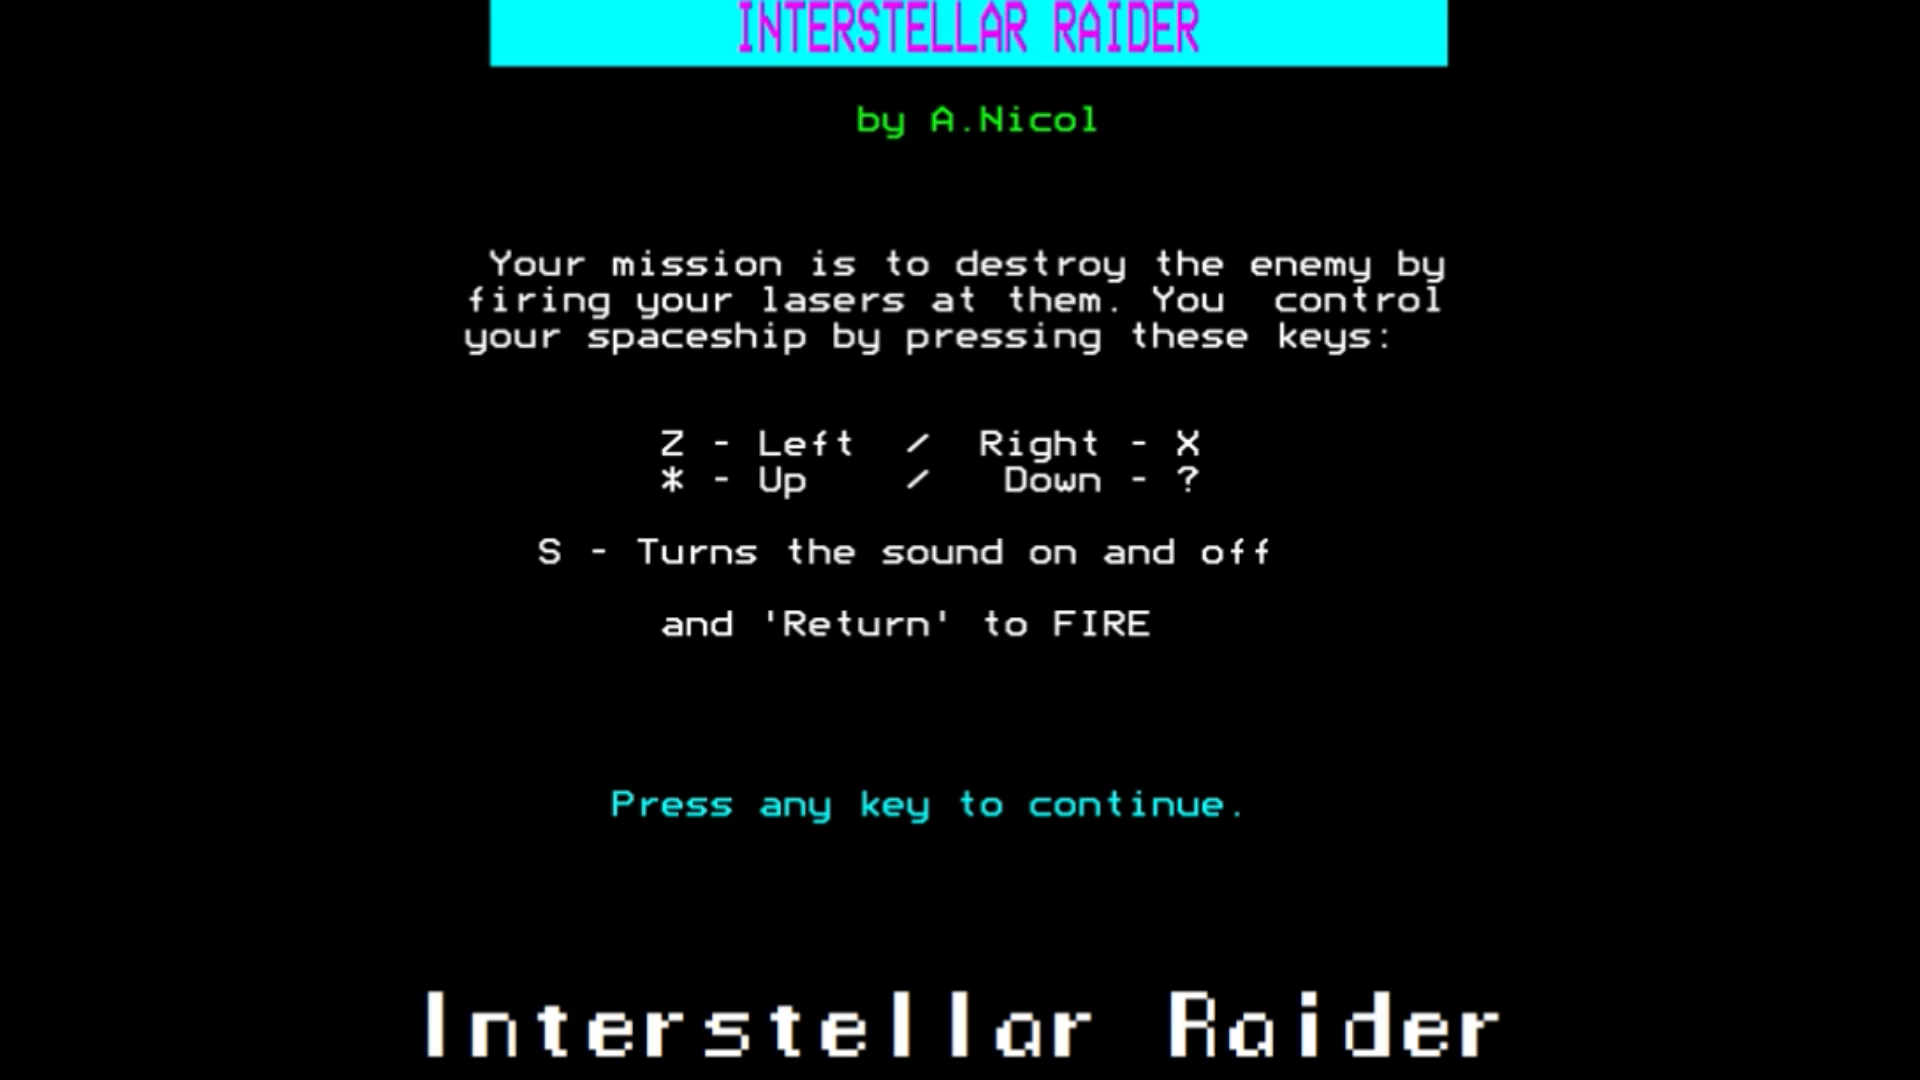 INTERSTELLAR RAIDER
by A.Nicol
Your mission is to destroy the enemy by
firing your lasers at them. You  control
your spaceship by pressing these keys:
Z - Left  /  Right - X
* - Up   /   Down - ?
S - Turns the sound on and off
and 'Return' to FIRE
Press any key to continue.
Interstellar Raider